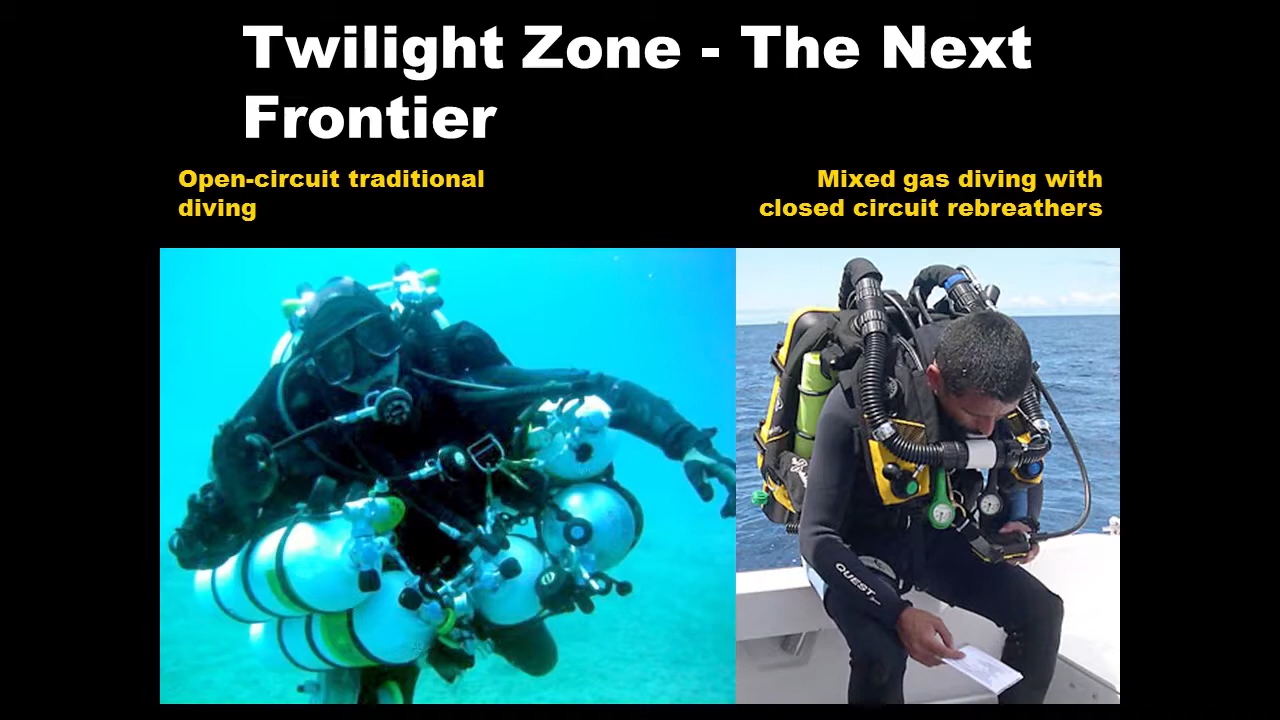 Twilight Zone - The Next
Frontier
Open-circuit traditional
diving
Mixed gas diving with
closed circuit rebreathers
QUEST